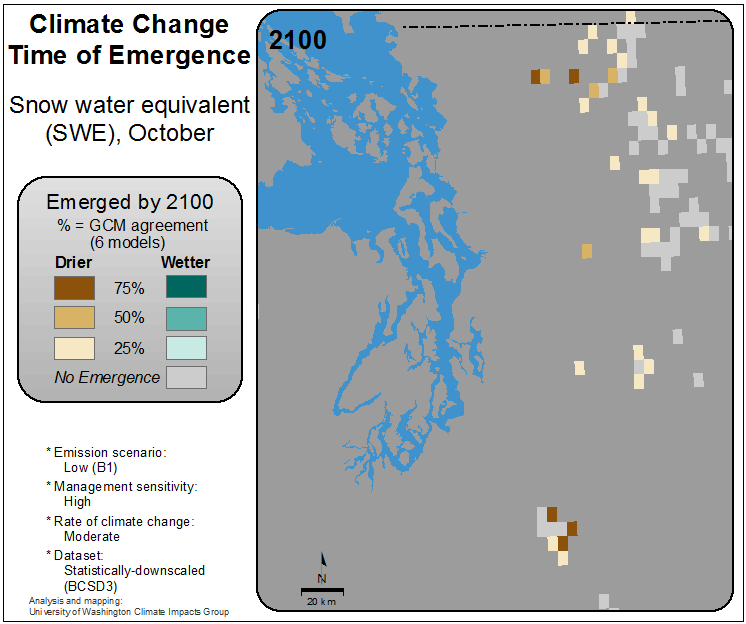 Climate Change
Time of Emergence
Snow water equivalent
(SWE), October
Emerged by 2100
% = GCM agreement
(6 models)
Drier Wetter
75%
50%
25%
No Emergence
* Emission scenario:
Low (B1)
* Management sensitivity:
High
* Rate of climate change:
Moderate
* Dataset:
Statistically-downscaled
(BCSD3)
Analysis and mapping:
University of Washington Climate Impacts Group
2100
N
20 km